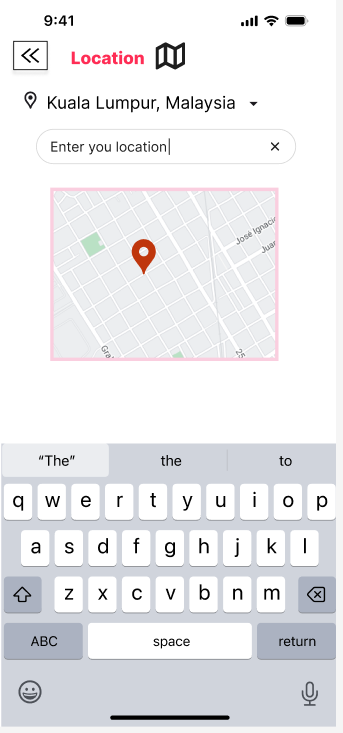 9:41
Location
Kuala Lumpur, Malaysia
Enter you location
José Ignacio
Juan
Gra
25
“The” the to
q w e r t y u i o p
a s d f g h j k l
z x c v b n m
ABC space return